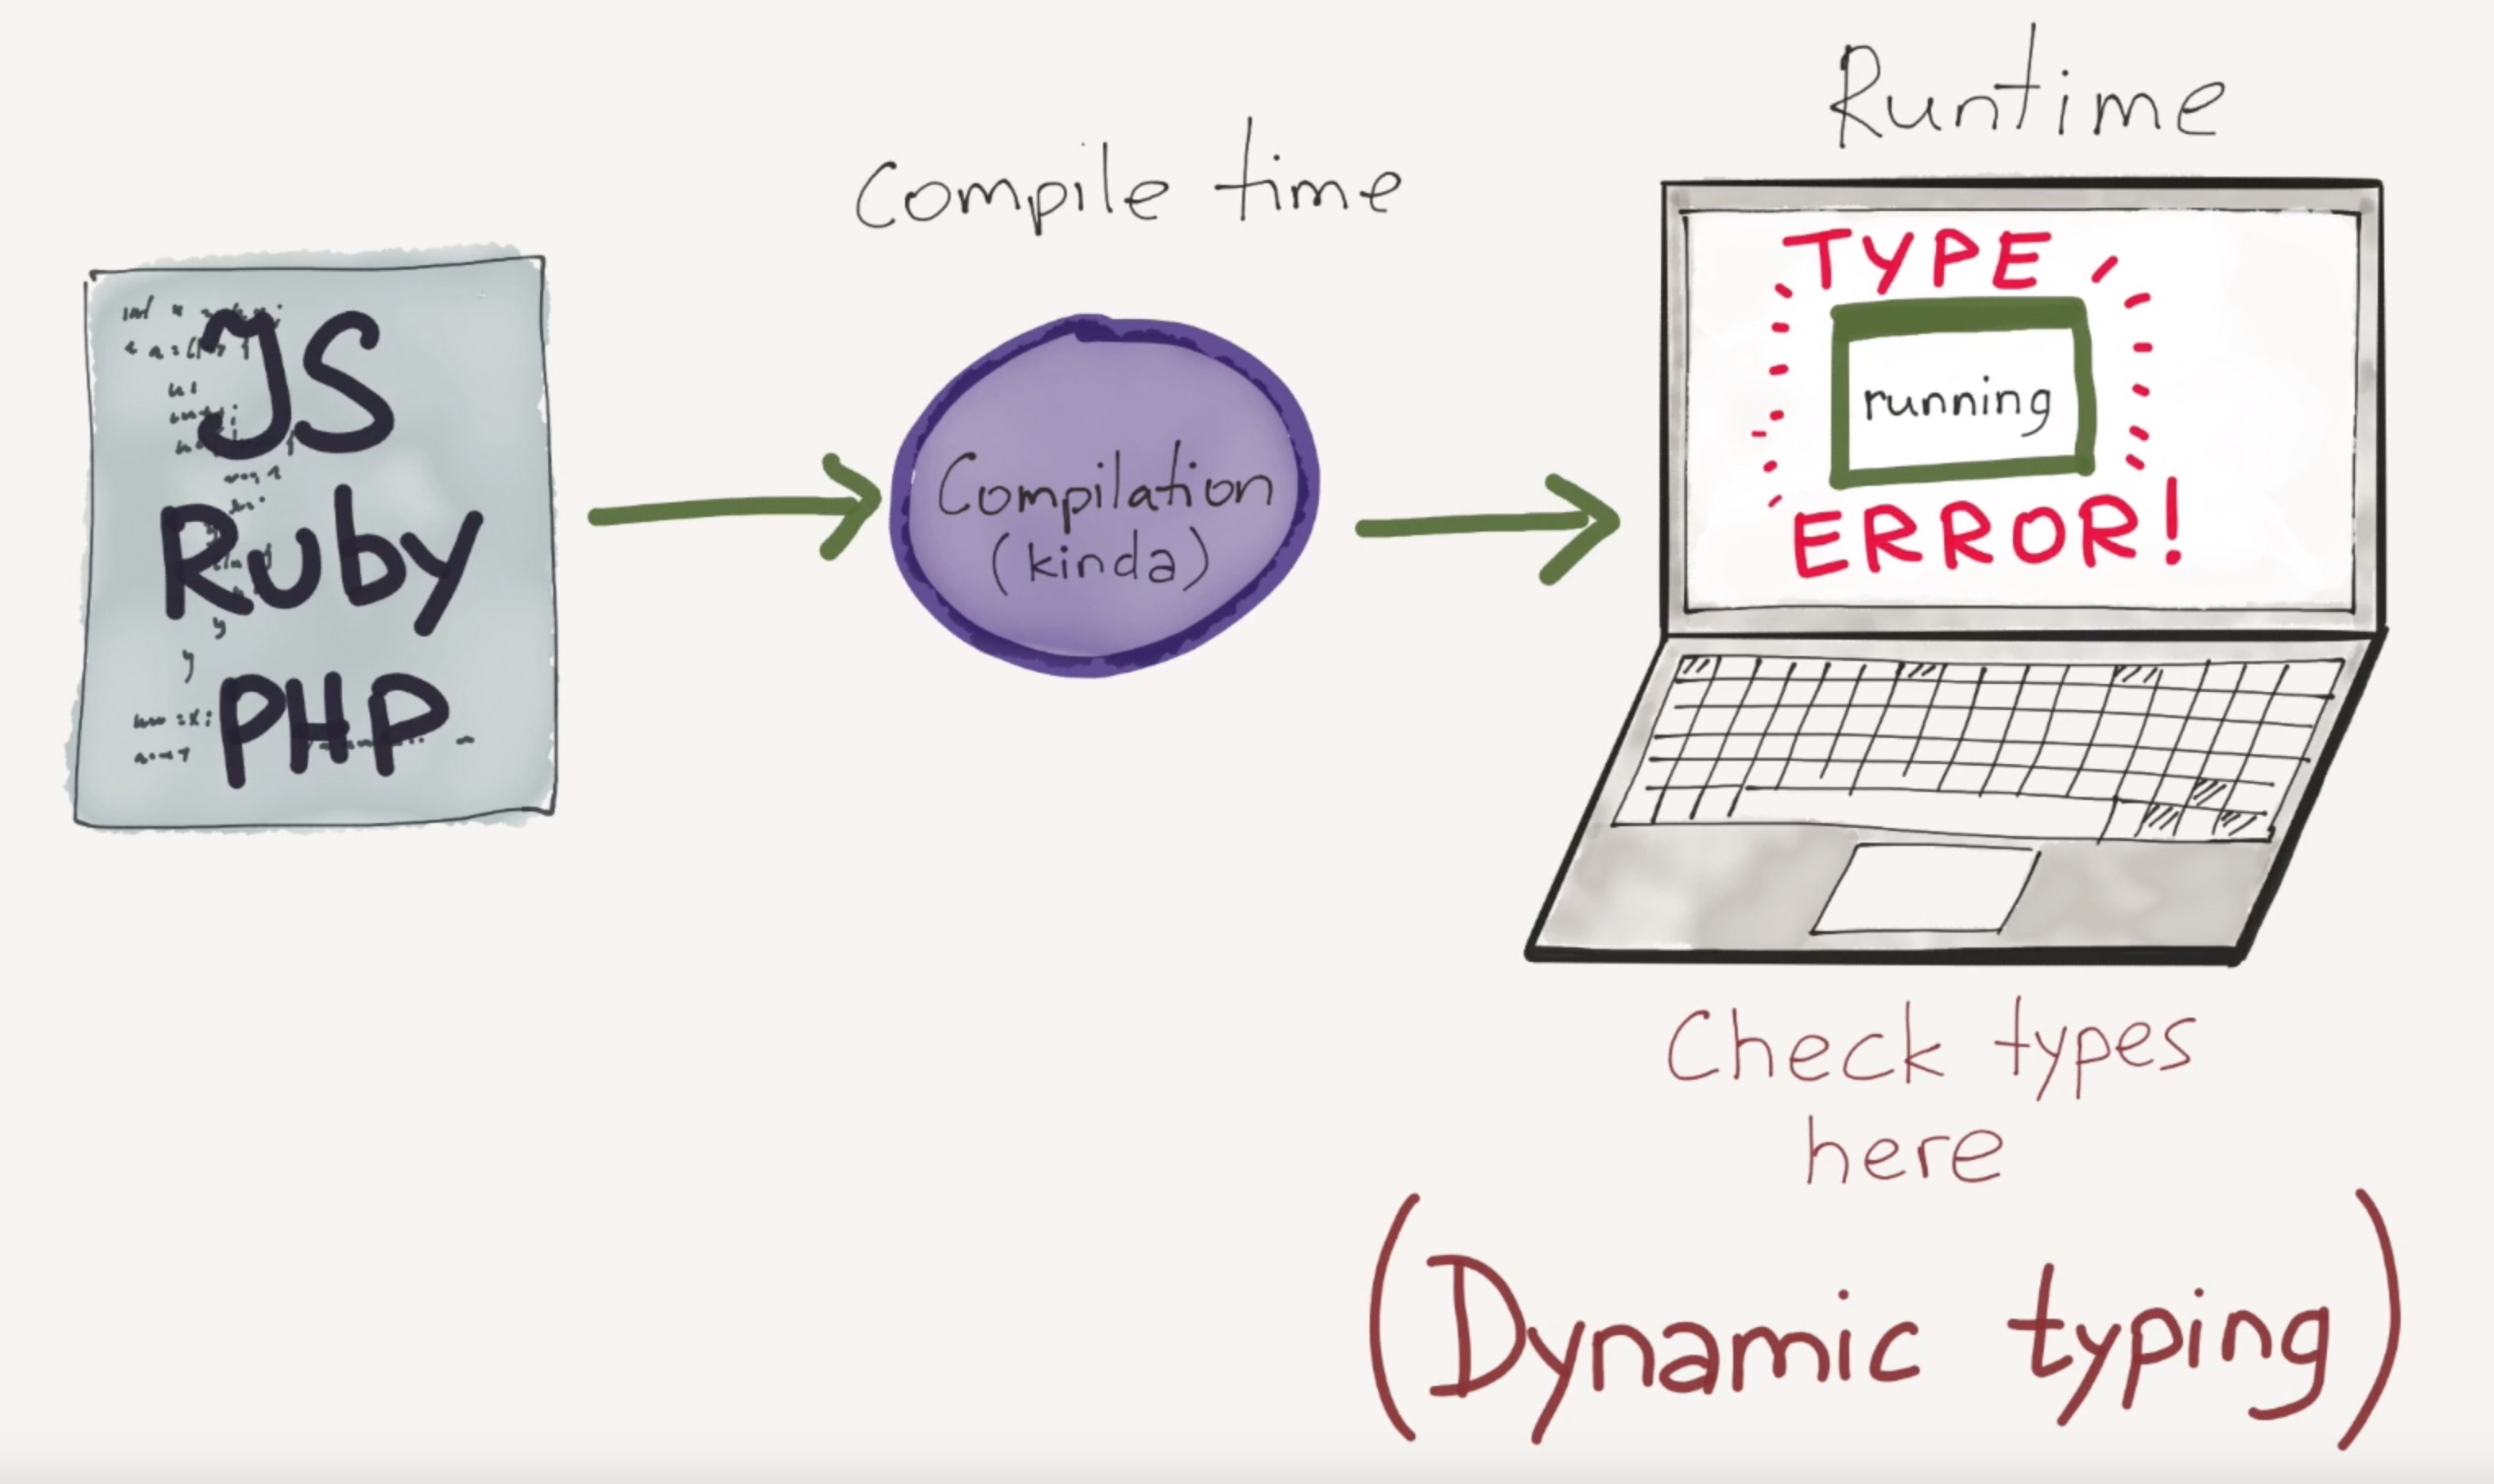 Compile time
Runtime
JS
Ruby
PHP
Compilation
(kinda)
TYPE
running
ERROR!
Check types
here
(Dynamic typing)